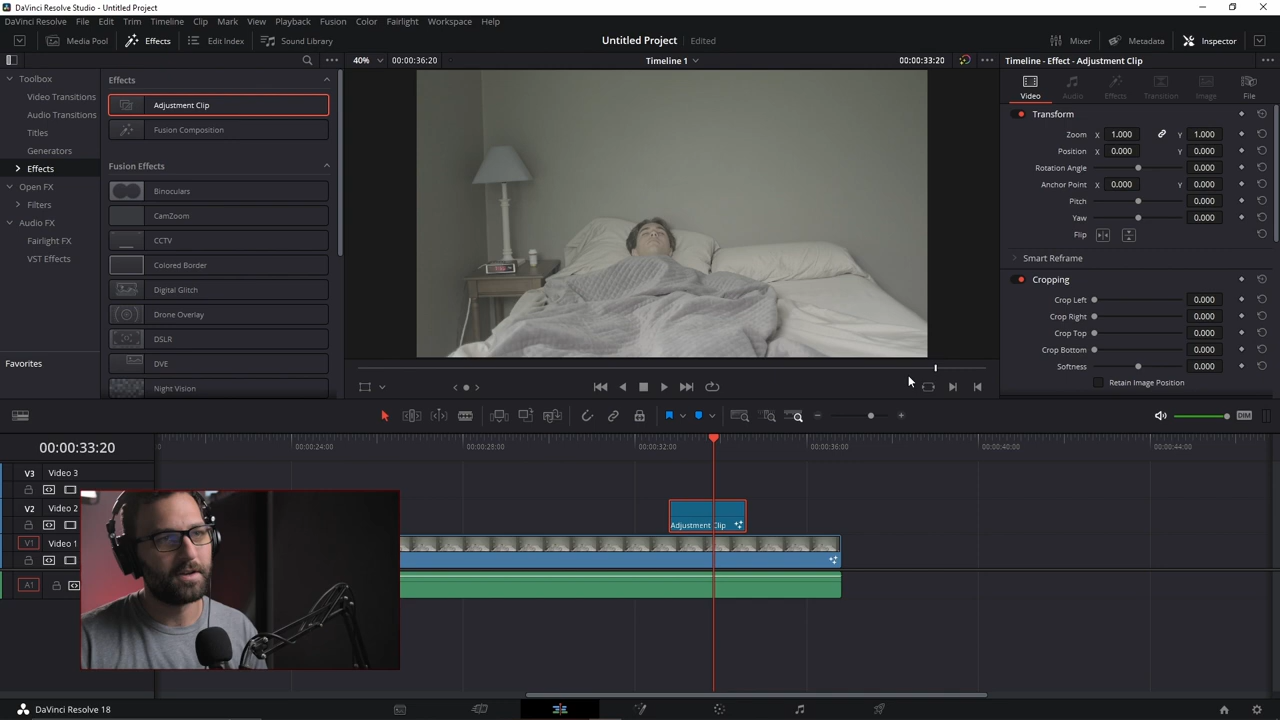 DaVinci Resolve Studio - Untitled Project
DaVinci Resolve File Edit Trim Timeline Clip Mark View Playback Fusion Color Fairlight Workspace Help
Media Pool Effects Edit Index Sound Library Untitled Project Edited Mixer Metadata Inspector
40% 00:00:36:20 Timeline 1 00:00:33:20 Timeline - Effect - Adjustment Clip
Toolbox
Video Transitions
Audio Transitions
Titles
Generators
Effects
Open FX
Filters
Audio FX
Fairlight FX
VST Effects
Favorites
Effects
Adjustment Clip
Fusion Composition
Fusion Effects
Binoculars
CamZoom
CCTV
Colored Border
Digital Glitch
Drone Overlay
DSLR
DVE
Night Vision
Video Audio Effects Transition Image File
Transform
Zoom X 1.000 Y 1.000
Position X 0.000 Y 0.000
Rotation Angle 0.000
Anchor Point X 0.000 Y 0.000
Pitch 0.000
Yaw 0.000
Flip
Smart Reframe
Cropping
Crop Left 0.000
Crop Right 0.000
Crop Top 0.000
Crop Bottom 0.000
Softness 0.000
Retain Image Position
DIM
00:00:33:20
00:00:24:00 00:00:28:00 00:00:32:00 00:00:36:00 00:00:40:00 00:00:44:00
V3 Video 3
V2 Video 2
Adjustment Clip
V1 Video 1
A1
DaVinci Resolve 18